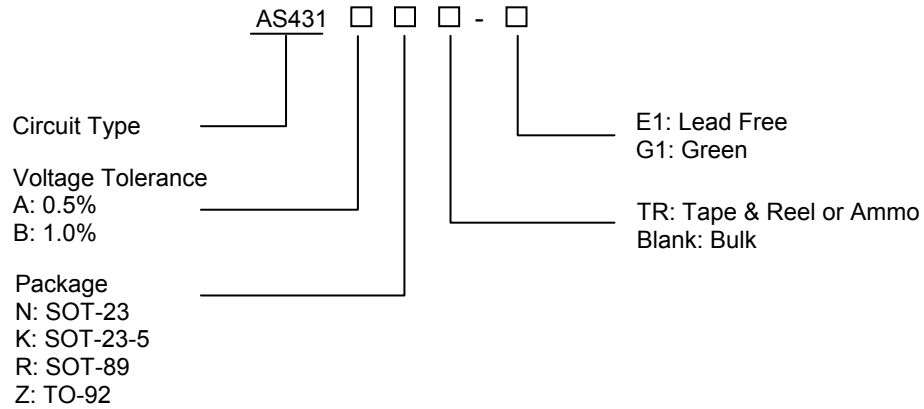 AS431 □ □ □ - □
Circuit Type
Voltage Tolerance
A: 0.5%
B: 1.0%
Package
N: SOT-23
K: SOT-23-5
R: SOT-89
Z: TO-92
E1: Lead Free
G1: Green
TR: Tape & Reel or Ammo
Blank: Bulk